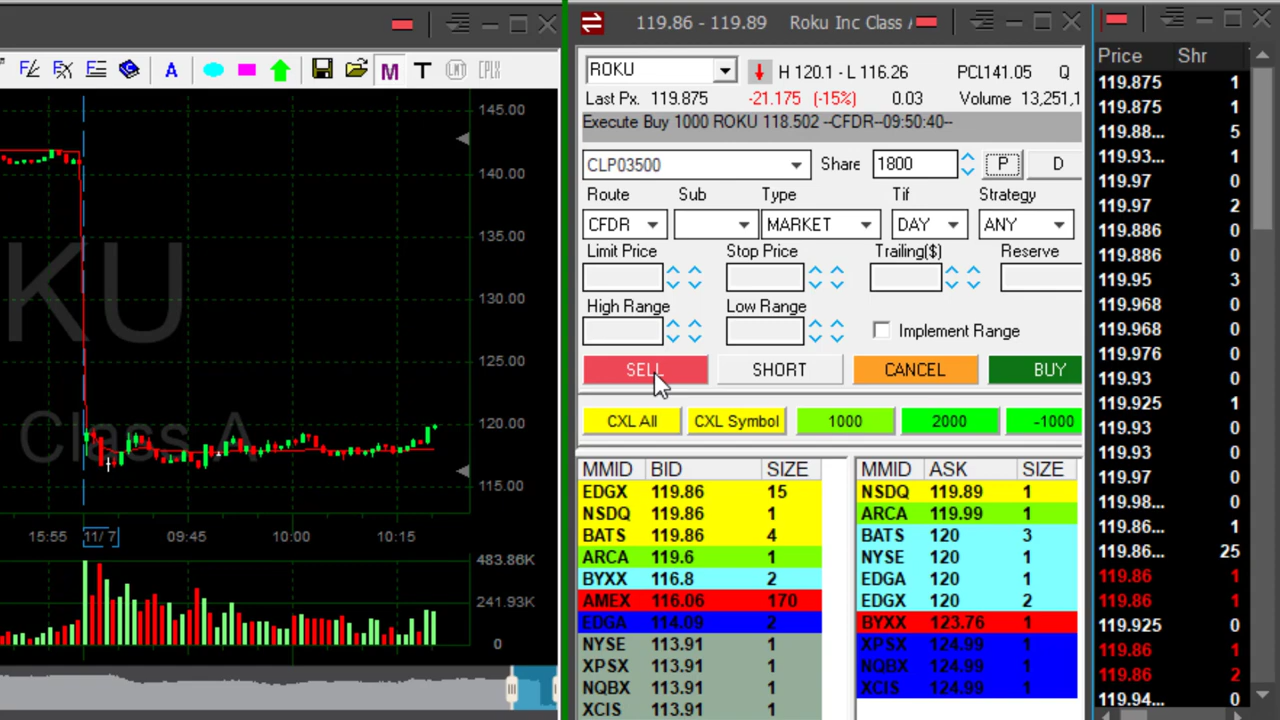 119.86 - 119.89 Roku Inc Class A
ROKU H 120.1 - L 116.26 PCL141.05 Q
Last Px. 119.875 -21.175 (-15%) 0.03 Volume 13,251,1
Execute Buy 1000 ROKU 118.502 --CFDR--09:50:40--
CLP03500 Share 1800 P D
Route Sub Type Tif Strategy
CFDR MARKET DAY ANY
Limit Price Stop Price Trailing($) Reserve
High Range Low Range
Implement Range
SELL SHORT CANCEL BUY
CXL All CXL Symbol 1000 2000 -1000
MMID BID SIZE MMID ASK SIZE
EDGX 119.86 15 NSDQ 119.89 1
NSDQ 119.86 1 ARCA 119.99 1
BATS 119.86 4 BATS 120 3
ARCA 119.6 1 NYSE 120 1
BYXX 116.8 2 EDGA 120 1
AMEX 116.06 170 EDGX 120 2
EDGA 114.09 2 BYXX 123.76 1
NYSE 113.91 1 XPSX 124.99 1
XPSX 113.91 1 NQBX 124.99 1
NQBX 113.91 1 XCIS 124.99 1
XCIS 113.91 1
Price Shr
119.875 1
119.875 1
119.88... 5
119.93... 1
119.97 0
119.97 2
119.886 0
119.886 0
119.95 3
119.968 0
119.968 0
119.976 0
119.93 0
119.925 1
119.93 0
119.93 0
119.97 0
119.98... 0
119.86... 1
119.86... 25
119.86 1
119.86 1
119.925 0
119.86 1
119.86 2
119.94... 0
A M T LMT CPLX
KU
Class A
145.00
140.00
135.00
130.00
125.00
120.00
115.00
15:55 11/ 7 09:45 10:00 10:15
483.86K
241.93K
0